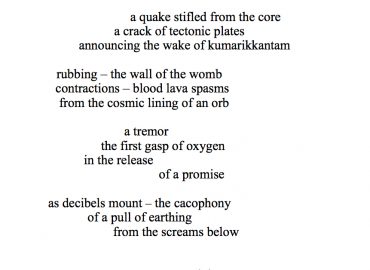 a quake stifled from the core
a crack of tectonic plates
announcing the wake of kumarikkantam
rubbing – the wall of the womb
contractions – blood lava spasms
from the cosmic lining of an orb
a tremor
the first gasp of oxygen
in the release
of a promise
as decibels mount – the cacophony
of a pull of earthing
from the screams below